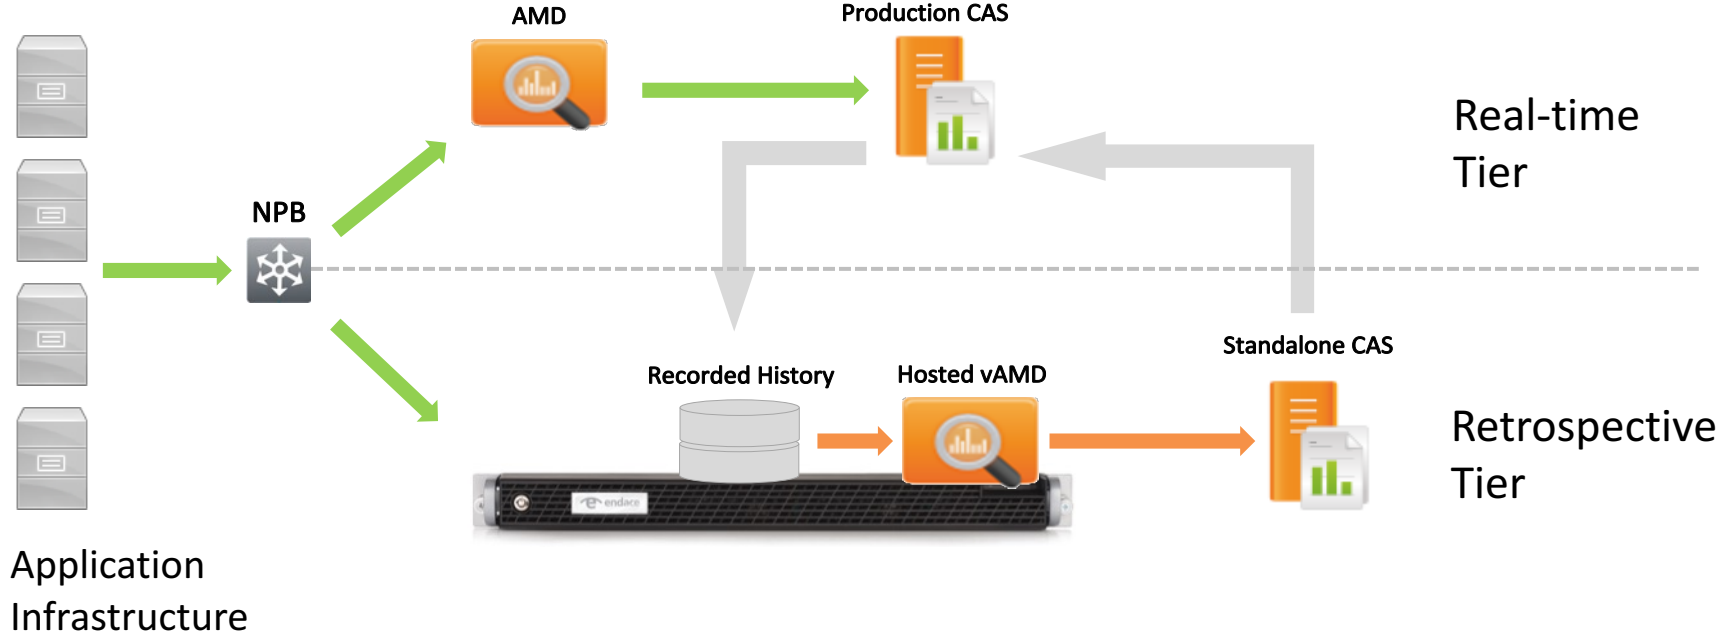 AMD
Production CAS
Real-time
Tier
NPB
Standalone CAS
Recorded History
Hosted vAMD
Retrospective
Tier
endace
Application
Infrastructure